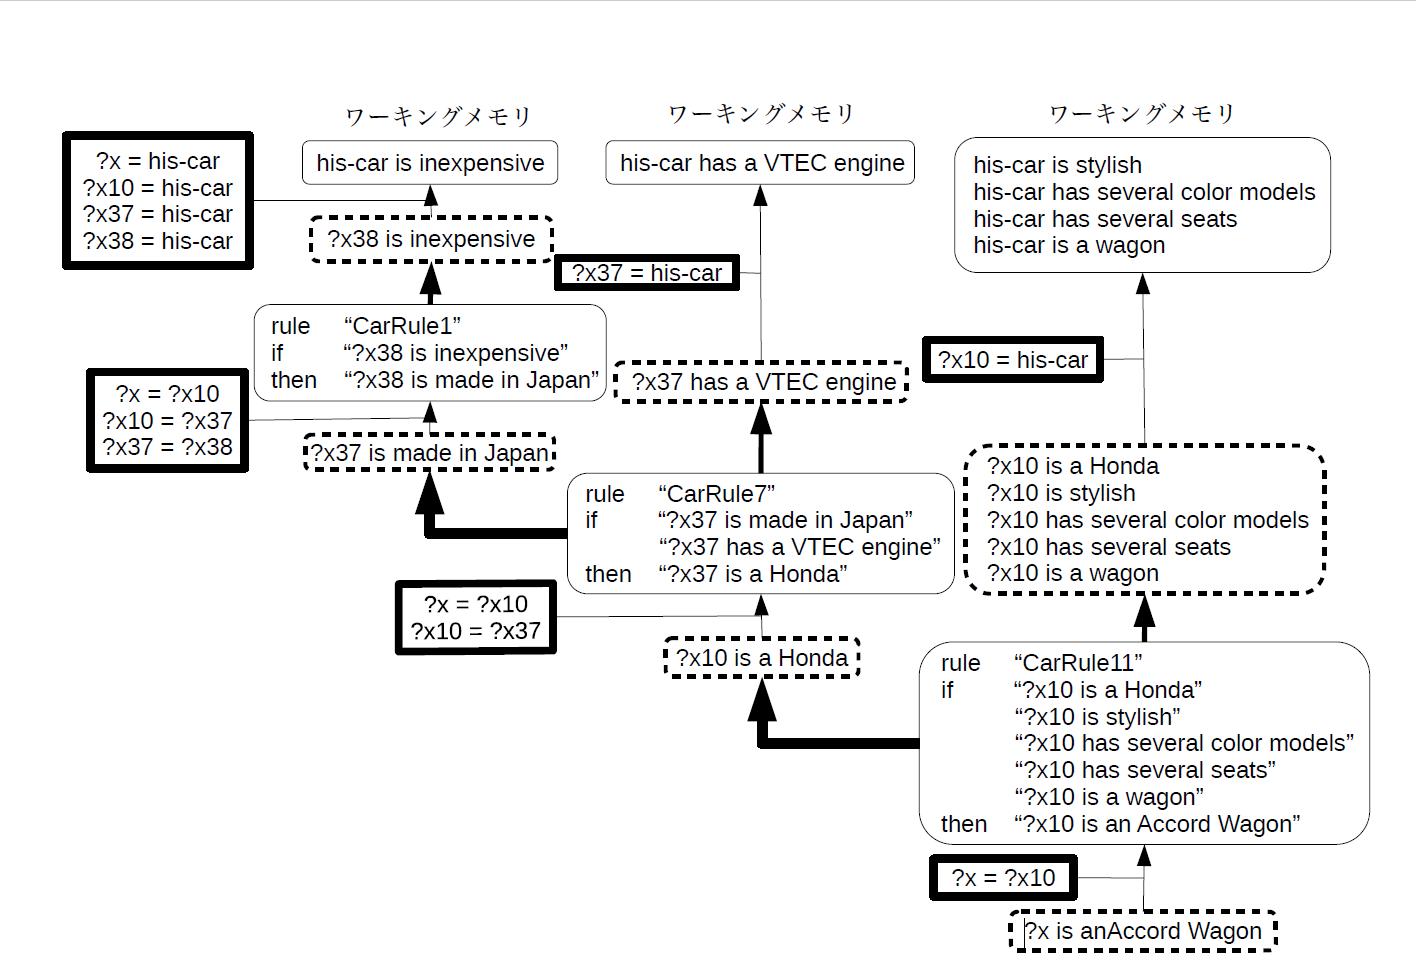 ワーキングメモリ
ワーキングメモリ
ワーキングメモリ
?x = his-car
?x10 = his-car
?x37 = his-car
?x38 = his-car
his-car is inexpensive
his-car has a VTEC engine
his-car is stylish
his-car has several color models
his-car has several seats
his-car is a wagon
?x38 is inexpensive
?x37 = his-car
rule “CarRule1”
if “?x38 is inexpensive”
then “?x38 is made in Japan”
?x37 has a VTEC engine
?x10 = his-car
?x = ?x10
?x10 = ?x37
?x37 = ?x38
?x37 is made in Japan
rule “CarRule7”
if “?x37 is made in Japan”
“?x37 has a VTEC engine”
then “?x37 is a Honda”
?x10 is a Honda
?x10 is stylish
?x10 has several color models
?x10 has several seats
?x10 is a wagon
?x = ?x10
?x10 = ?x37
?x10 is a Honda
rule “CarRule11”
if “?x10 is a Honda”
“?x10 is stylish”
“?x10 has several color models”
“?x10 has several seats”
“?x10 is a wagon”
then “?x10 is an Accord Wagon”
?x = ?x10
?x is anAccord Wagon